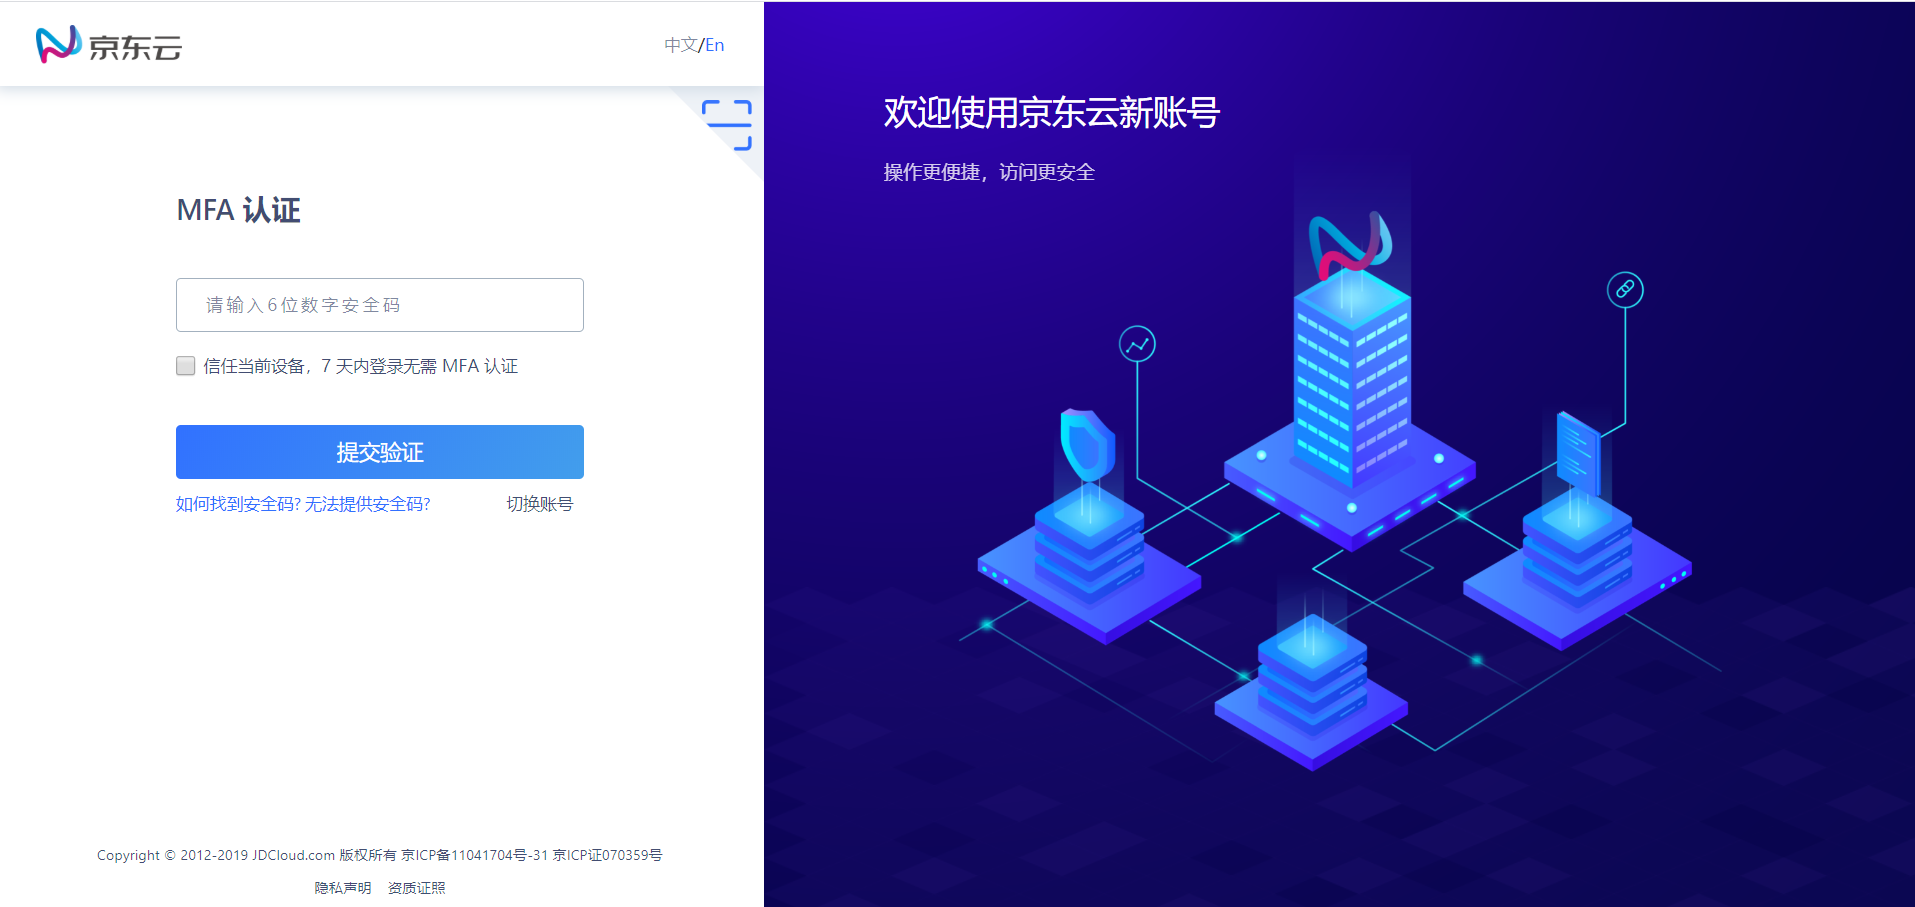 京东云
中文/En
MFA 认证
请输入6位数字安全码
信任当前设备，7 天内登录无需 MFA 认证
提交验证
如何找到安全码? 无法提供安全码?
切换账号
Copyright © 2012-2019 JDCloud.com 版权所有 京ICP备11041704号-31 京ICP证070359号
隐私声明 资质证照
欢迎使用京东云新账号
操作更便捷，访问更安全